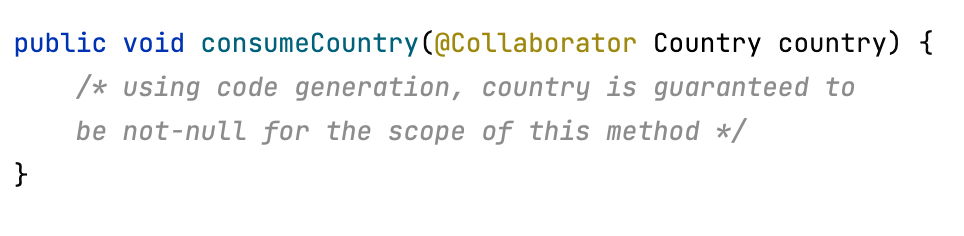 public void consumeCountry(@Collaborator Country country) {
    /* using code generation, country is guaranteed to
    be not-null for the scope of this method */
}